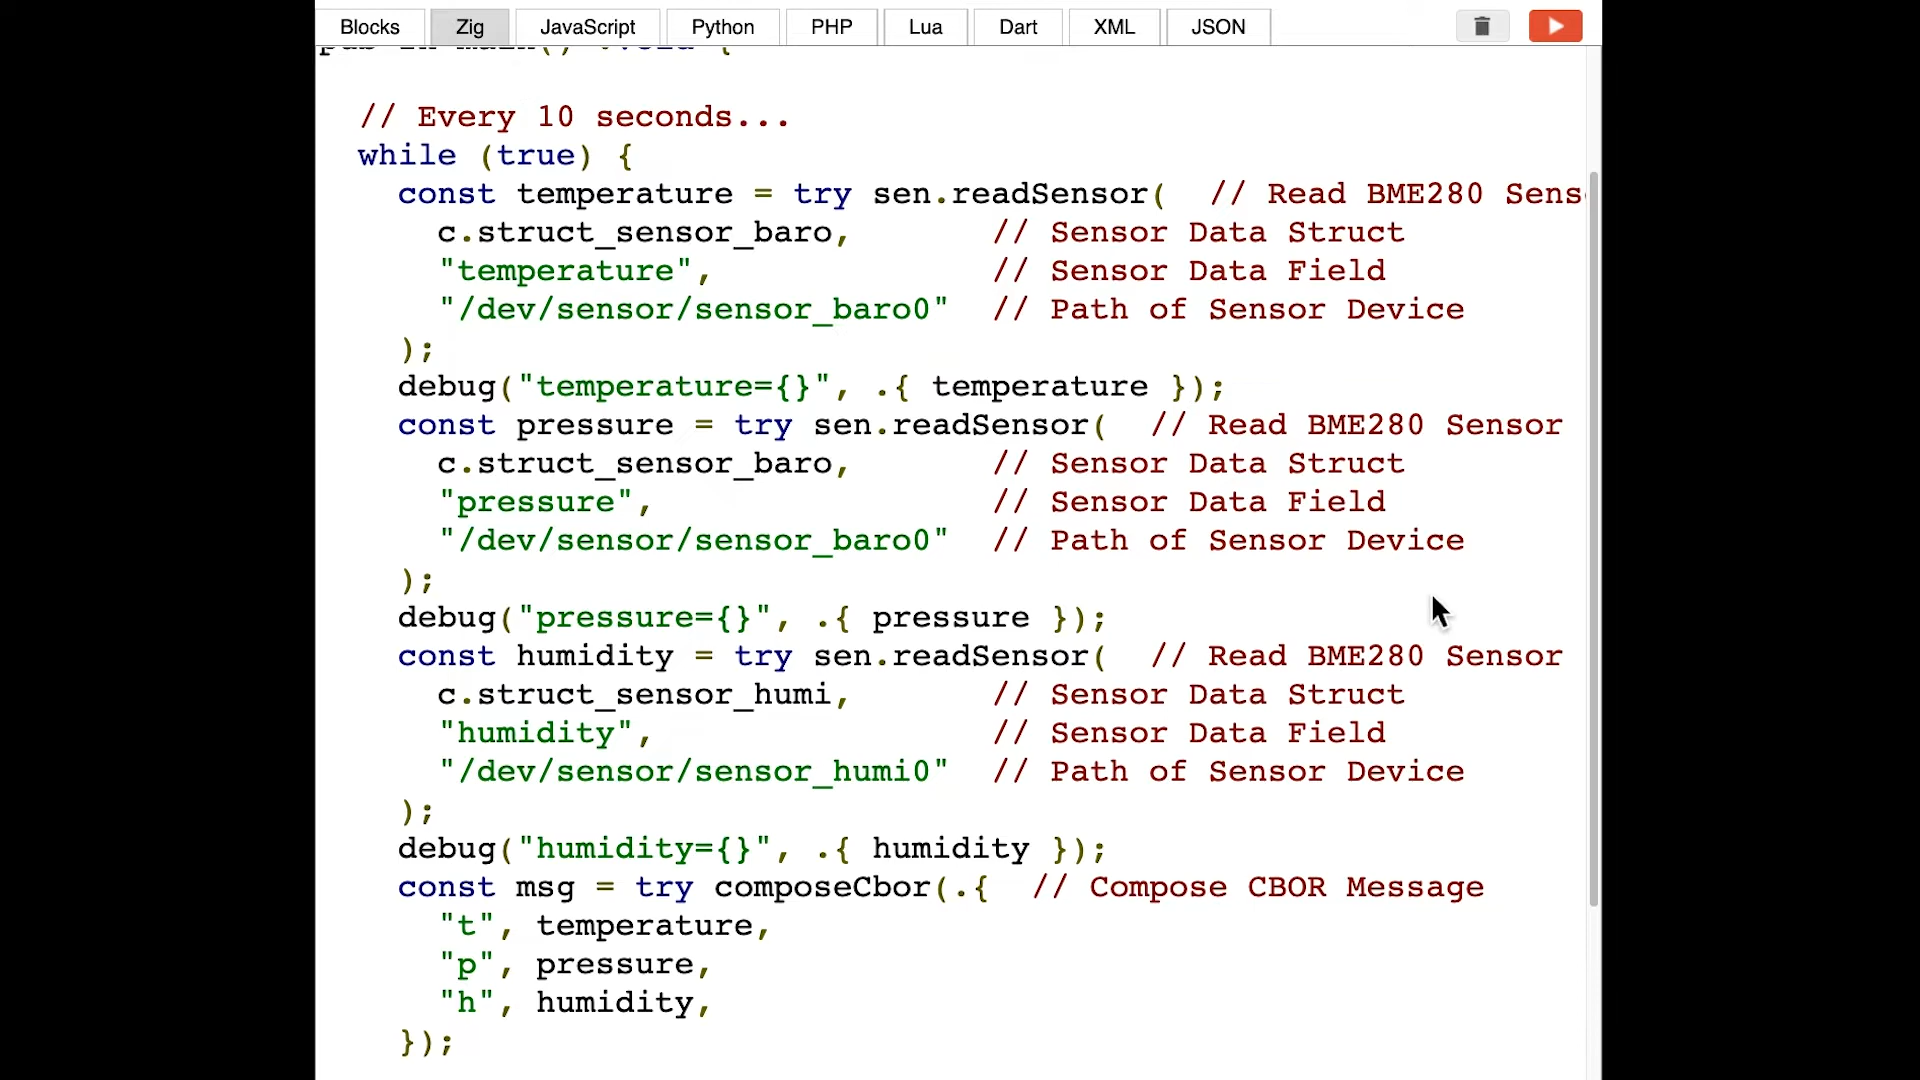 Blocks Zig JavaScript Python PHP Lua Dart XML JSON
// Every 10 seconds...
while (true) {
const temperature = try sen.readSensor(  // Read BME280 Sens
c.struct_sensor_baro,       // Sensor Data Struct
"temperature",              // Sensor Data Field
"/dev/sensor/sensor_baro0"  // Path of Sensor Device
);
debug("temperature={}", .{ temperature });
const pressure = try sen.readSensor(  // Read BME280 Sensor
c.struct_sensor_baro,       // Sensor Data Struct
"pressure",                 // Sensor Data Field
"/dev/sensor/sensor_baro0"  // Path of Sensor Device
);
debug("pressure={}", .{ pressure });
const humidity = try sen.readSensor(  // Read BME280 Sensor
c.struct_sensor_humi,       // Sensor Data Struct
"humidity",                 // Sensor Data Field
"/dev/sensor/sensor_humi0"  // Path of Sensor Device
);
debug("humidity={}", .{ humidity });
const msg = try composeCbor(.{  // Compose CBOR Message
"t", temperature,
"p", pressure,
"h", humidity,
});